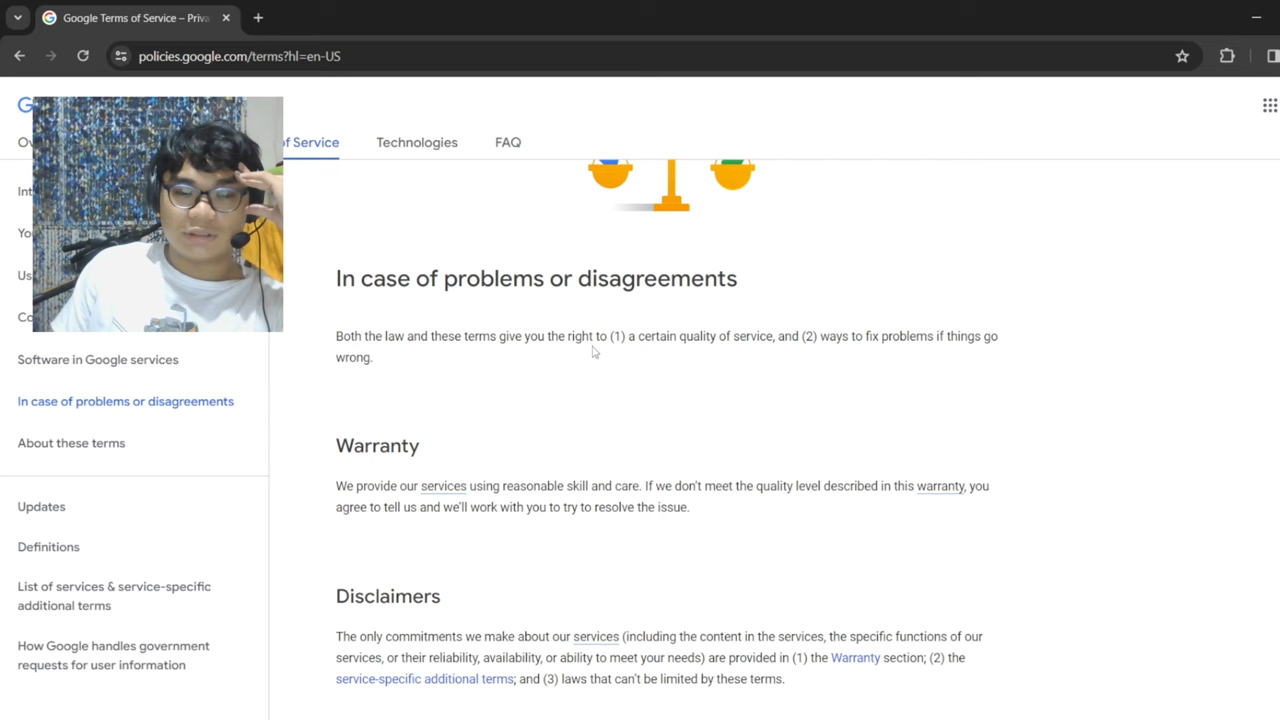 Google Terms of Service – Priva
policies.google.com/terms?hl=en-US
G
of Service
Technologies
FAQ
Software in Google services
In case of problems or disagreements
About these terms
Updates
Definitions
List of services & service-specific
additional terms
How Google handles government
requests for user information
In case of problems or disagreements
Both the law and these terms give you the right to (1) a certain quality of service, and (2) ways to fix problems if things go
wrong.
Warranty
We provide our services using reasonable skill and care. If we don't meet the quality level described in this warranty, you
agree to tell us and we'll work with you to try to resolve the issue.
Disclaimers
The only commitments we make about our services (including the content in the services, the specific functions of our
services, or their reliability, availability, or ability to meet your needs) are provided in (1) the Warranty section; (2) the
service-specific additional terms; and (3) laws that can't be limited by these terms.